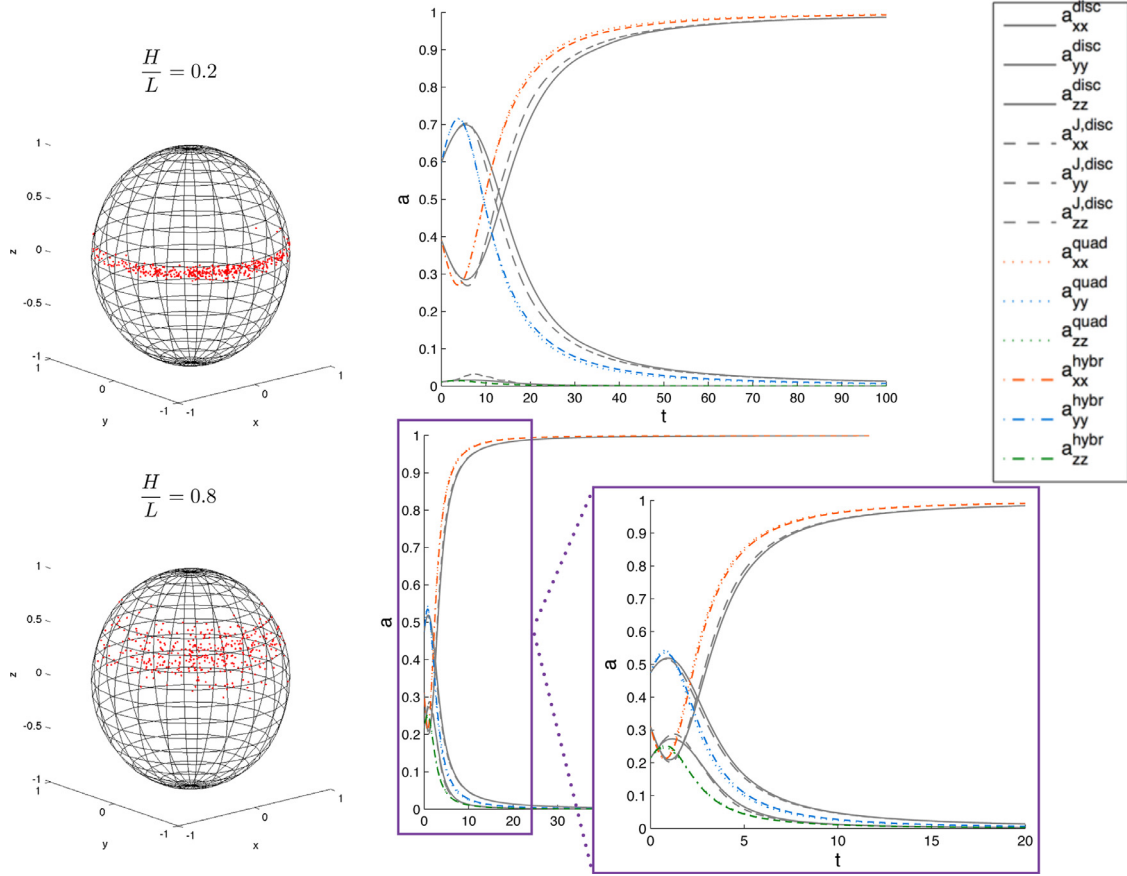 H/L = 0.2
1
0.5
0
-0.5
-1
z
1
0
-1
y
-1
0
1
x
1
0.9
0.8
0.7
0.6
0.5
0.4
0.3
0.2
0.1
0
a
0 10 20 30 40 50 60 70 80 90 100
t
a_xx^disc
a_yy^disc
a_zz^disc
a_xx^J,disc
a_yy^J,disc
a_zz^J,disc
a_xx^quad
a_yy^quad
a_zz^quad
a_xx^hybr
a_yy^hybr
a_zz^hybr
H/L = 0.8
1
0.5
0
-0.5
-1
z
1
0
-1
y
-1
0
1
x
1
0.9
0.8
0.7
0.6
0.5
0.4
0.3
0.2
0.1
0
a
0 10 20 30
1
0.9
0.8
0.7
0.6
0.5
0.4
0.3
0.2
0.1
0
a
0 5 10 15 20
t